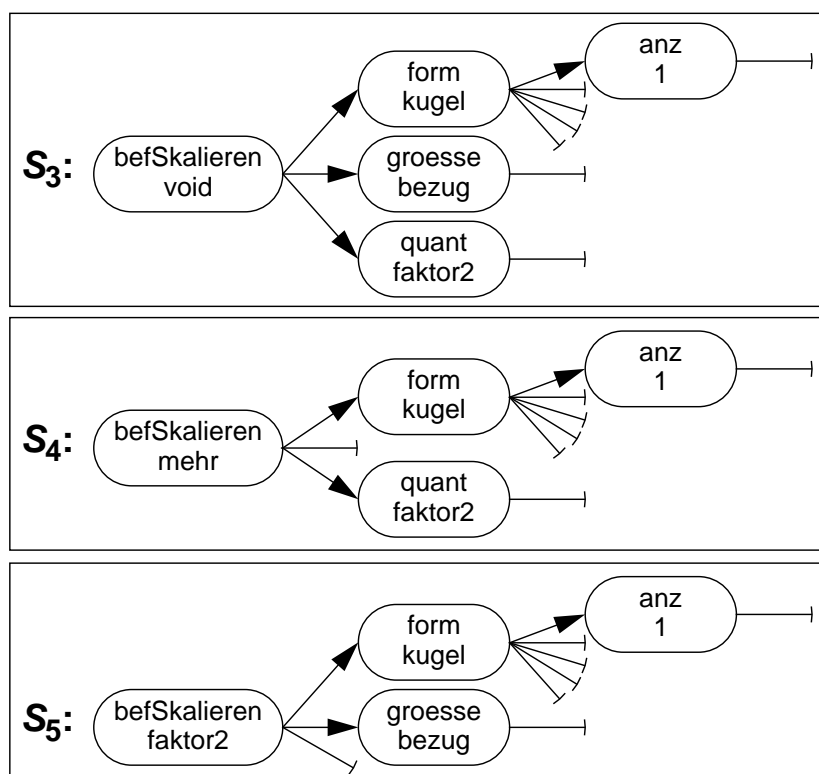 anz
1
form
kugel
S3:
befSkalieren
void
groesse
bezug
quant
faktor2
anz
1
form
kugel
S4:
befSkalieren
mehr
quant
faktor2
anz
1
form
kugel
S5:
befSkalieren
faktor2
groesse
bezug